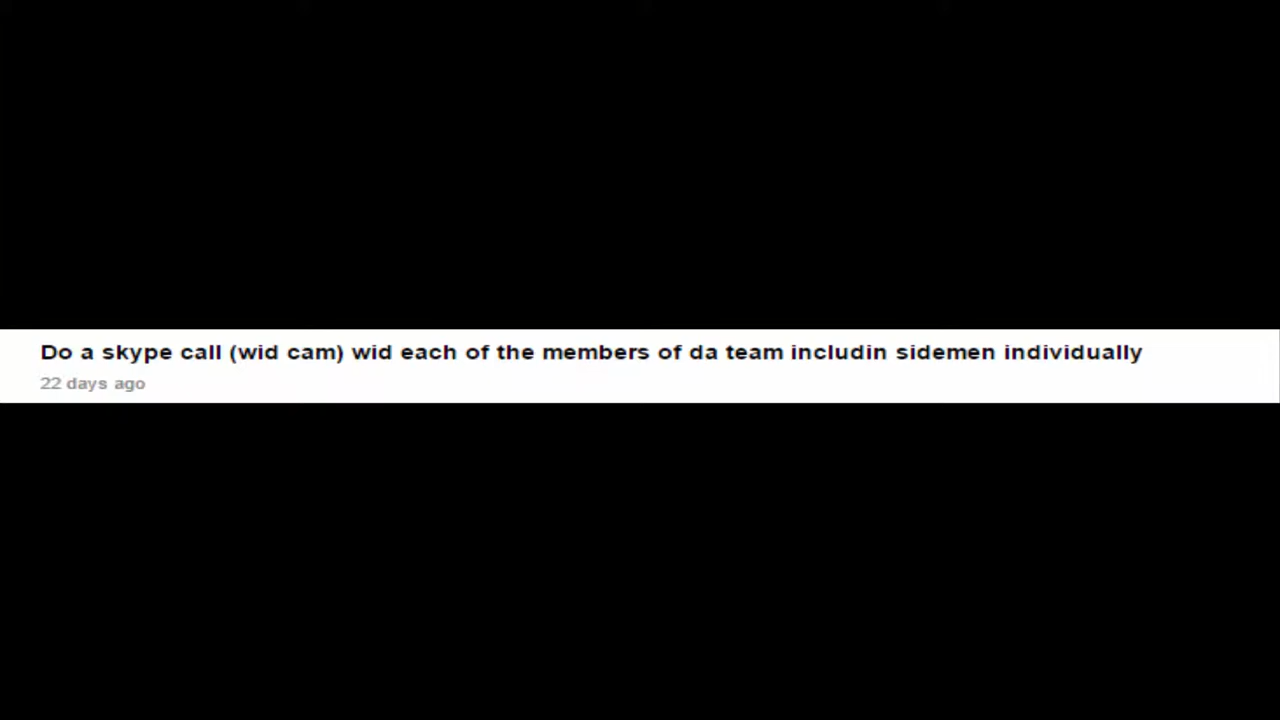 Do a skype call (wid cam) wid each of the members of da team includin sidemen individually
22 days ago